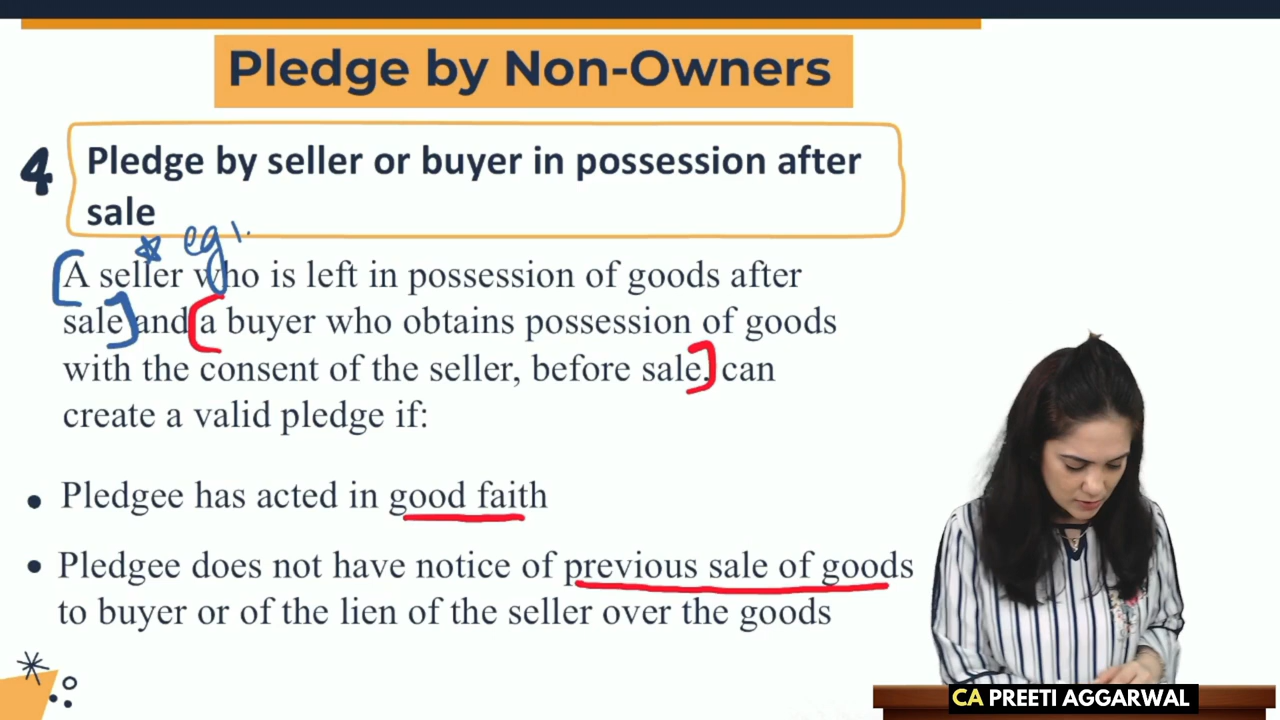 Pledge by Non-Owners
4
Pledge by seller or buyer in possession after
sale
eg1.
A seller who is left in possession of goods after
sale and a buyer who obtains possession of goods
with the consent of the seller, before sale, can
create a valid pledge if:
• Pledgee has acted in good faith
• Pledgee does not have notice of previous sale of goods
to buyer or of the lien of the seller over the goods
CA PREETI AGGARWAL